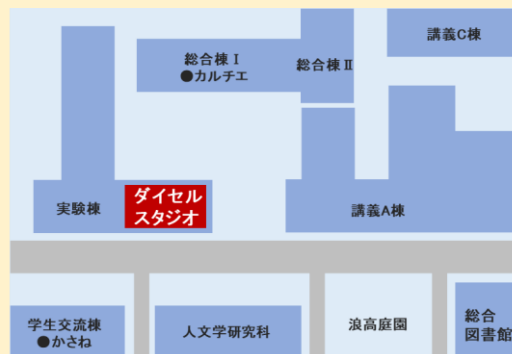 講義C棟
総合棟Ⅰ
●カルチエ
総合棟Ⅱ
実験棟
ダイセル
スタジオ
講義A棟
学生交流棟
●かさね
人文学研究科
浪高庭園
総合
図書館